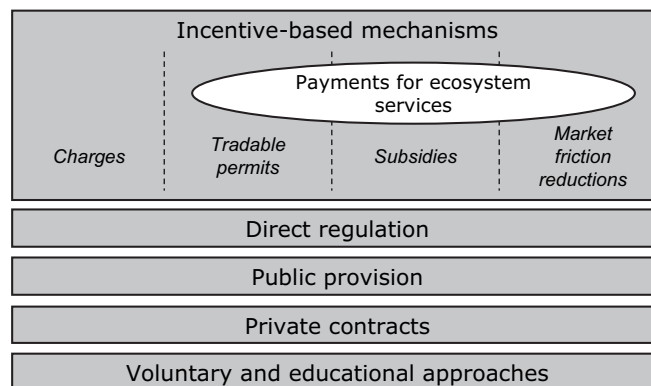 Incentive-based mechanisms
Payments for ecosystem
services
Charges
Tradable
permits
Subsidies
Market
friction
reductions
Direct regulation
Public provision
Private contracts
Voluntary and educational approaches